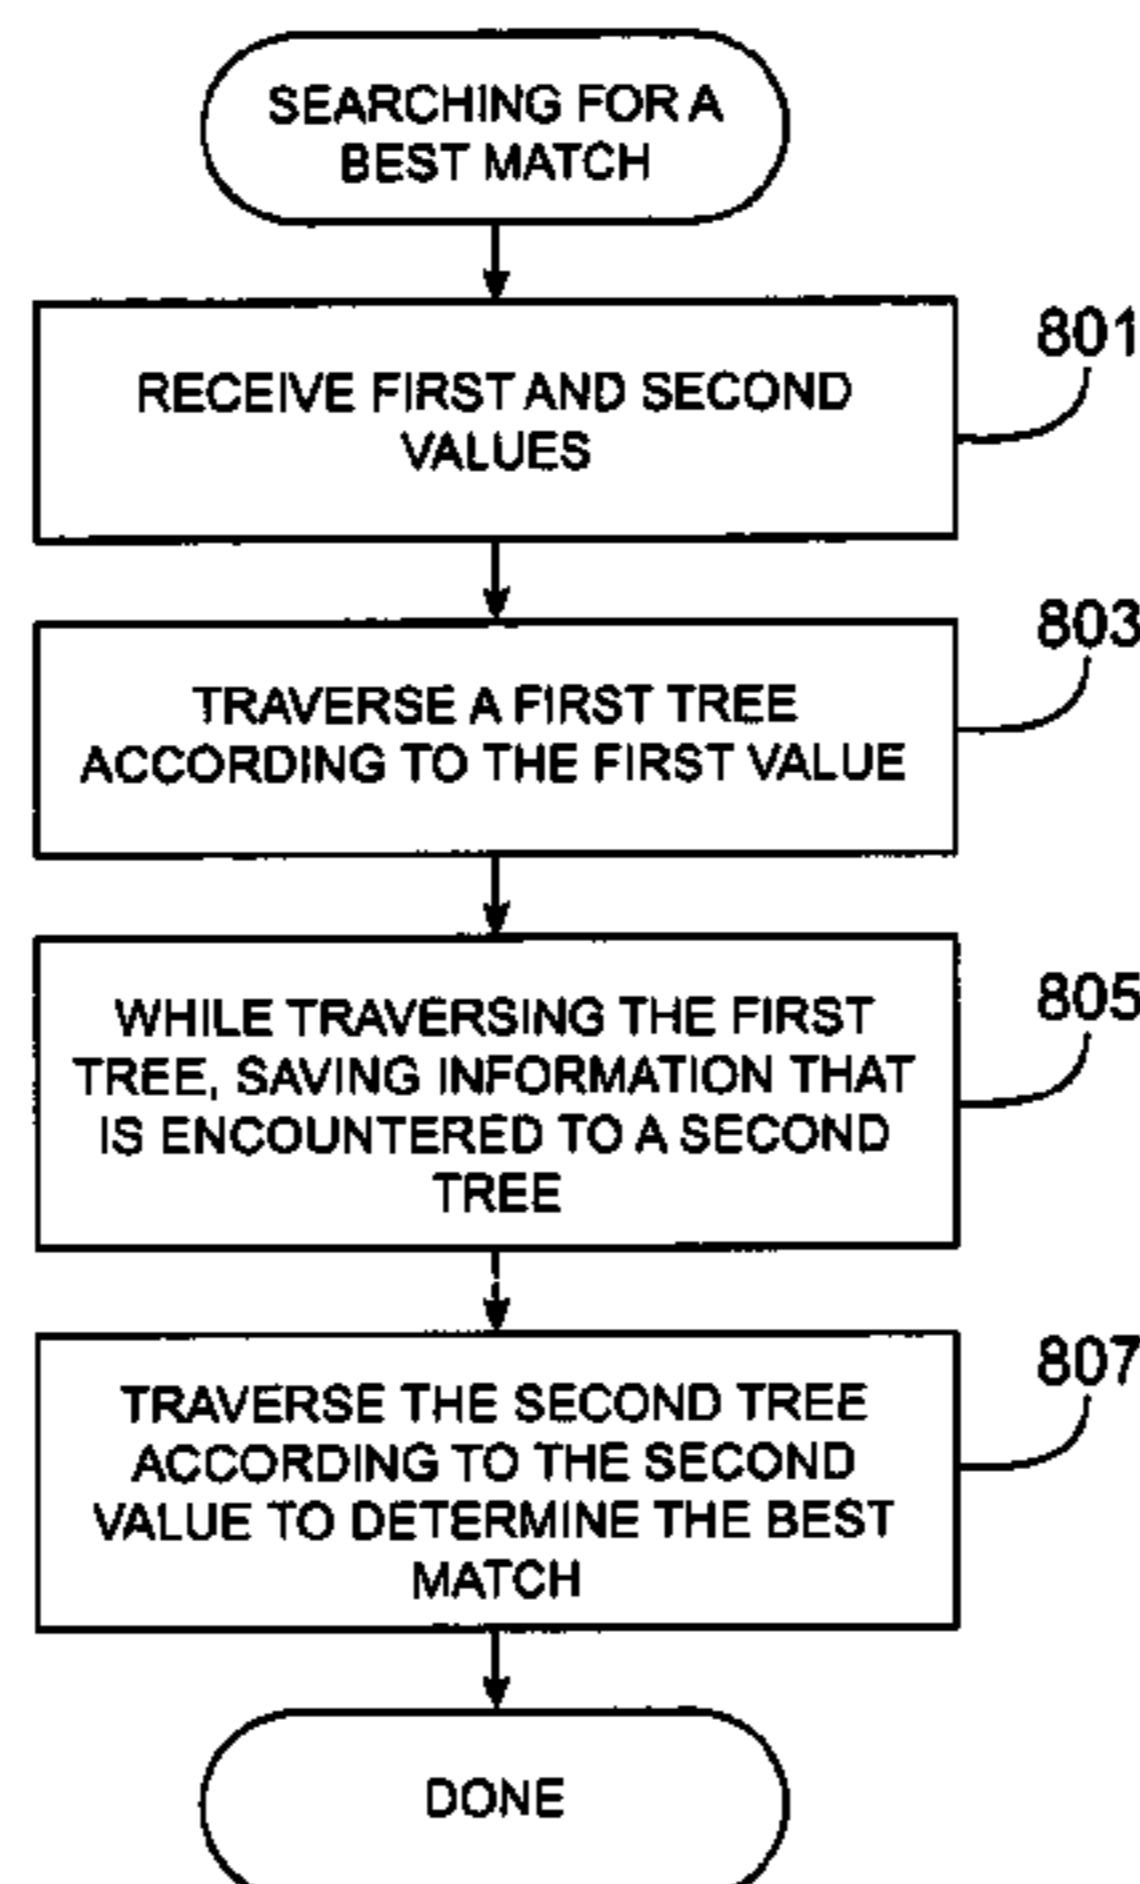 SEARCHING FOR A
BEST MATCH
801
RECEIVE FIRST AND SECOND
VALUES
803
TRAVERSE A FIRST TREE
ACCORDING TO THE FIRST VALUE
805
WHILE TRAVERSING THE FIRST
TREE, SAVING INFORMATION THAT
IS ENCOUNTERED TO A SECOND
TREE
807
TRAVERSE THE SECOND TREE
ACCORDING TO THE SECOND
VALUE TO DETERMINE THE BEST
MATCH
DONE